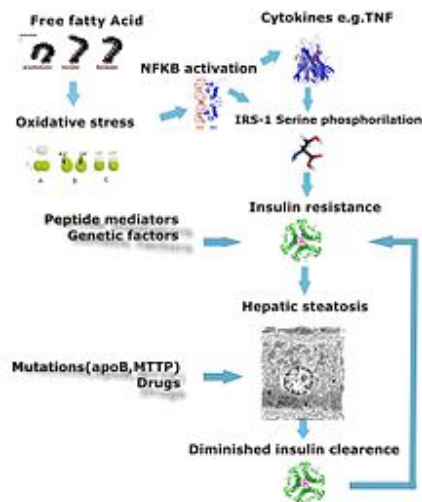 Free fatty Acid
Cytokines e.g.TNF
NFKB activation
Oxidative stress
IRS-1 Serine phosphorilation
A B C
Insulin resistance
Peptide mediators
Genetic factors
Hepatic steatosis
Mutations(apoB,MTTP)
Drugs
Diminished insulin clearence